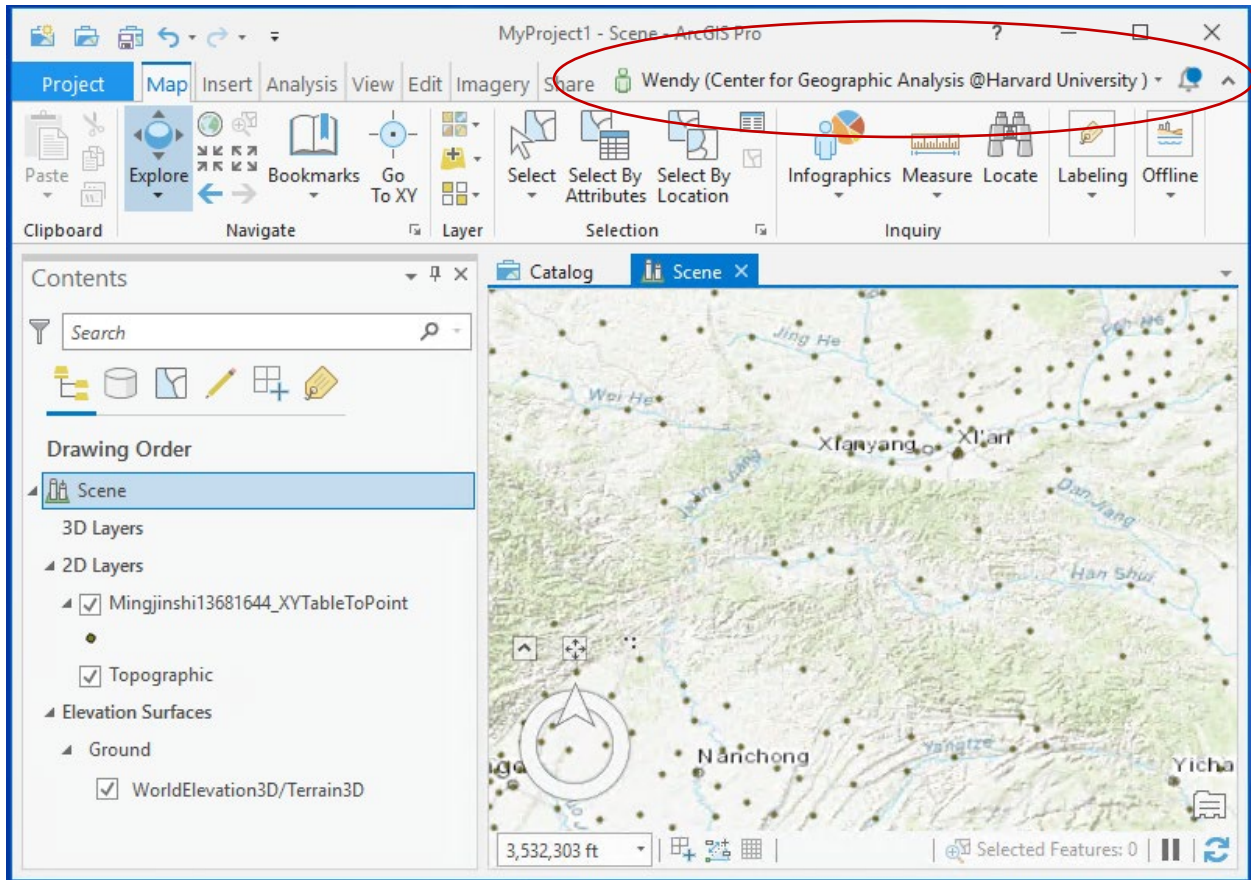 MyProject1 - Scene - ArcGIS Pro
?
Project Map Insert Analysis View Edit Imagery Share Wendy (Center for Geographic Analysis @Harvard University )
Paste
Explore
Bookmarks
Go
To XY
Select
Select By
Attributes
Select By
Location
Infographics
Measure
Locate
Labeling
Offline
Clipboard Navigate Layer Selection Inquiry
Contents
Catalog Scene
Search
Drawing Order
Scene
3D Layers
2D Layers
Mingjinshi13681644_XYTableToPoint
Topographic
Elevation Surfaces
Ground
WorldElevation3D/Terrain3D
Jing He
Wei He
Xianyang
Xi'an
Dan Jiang
Han Shui
Nanchong
Yangtze
Yicha
3,532,303 ft
Selected Features: 0